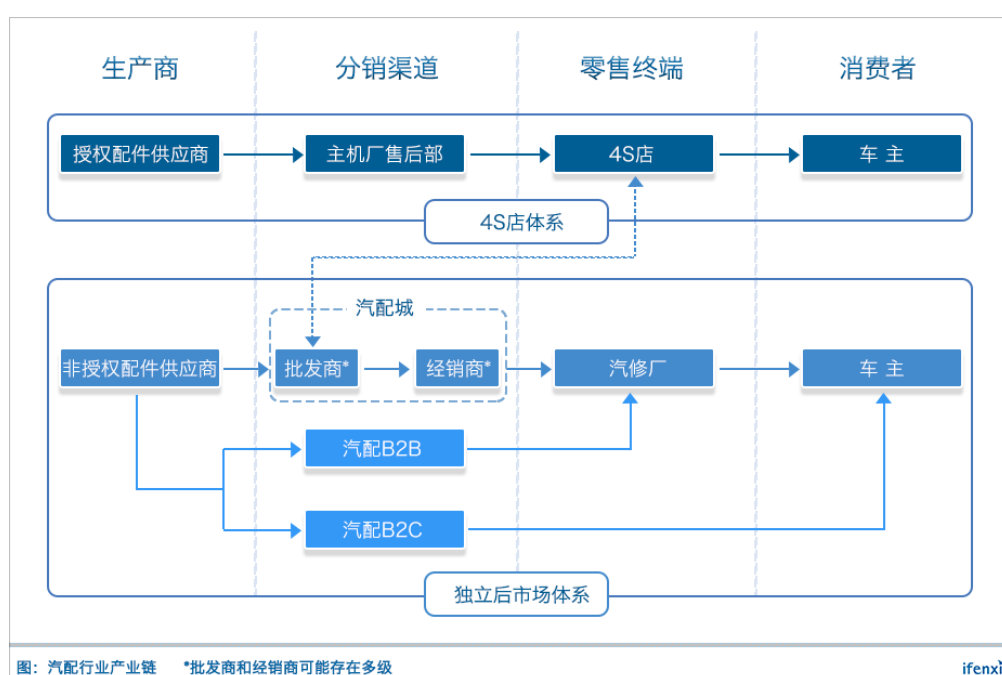 生产商 分销渠道 零售终端 消费者
授权配件供应商 主机厂售后部 4S店 车 主
4S店体系
汽配城
非授权配件供应商 批发商* 经销商* 汽修厂 车 主
汽配B2B
汽配B2C
独立后市场体系
图：汽配行业产业链 *批发商和经销商可能存在多级 ifenxi